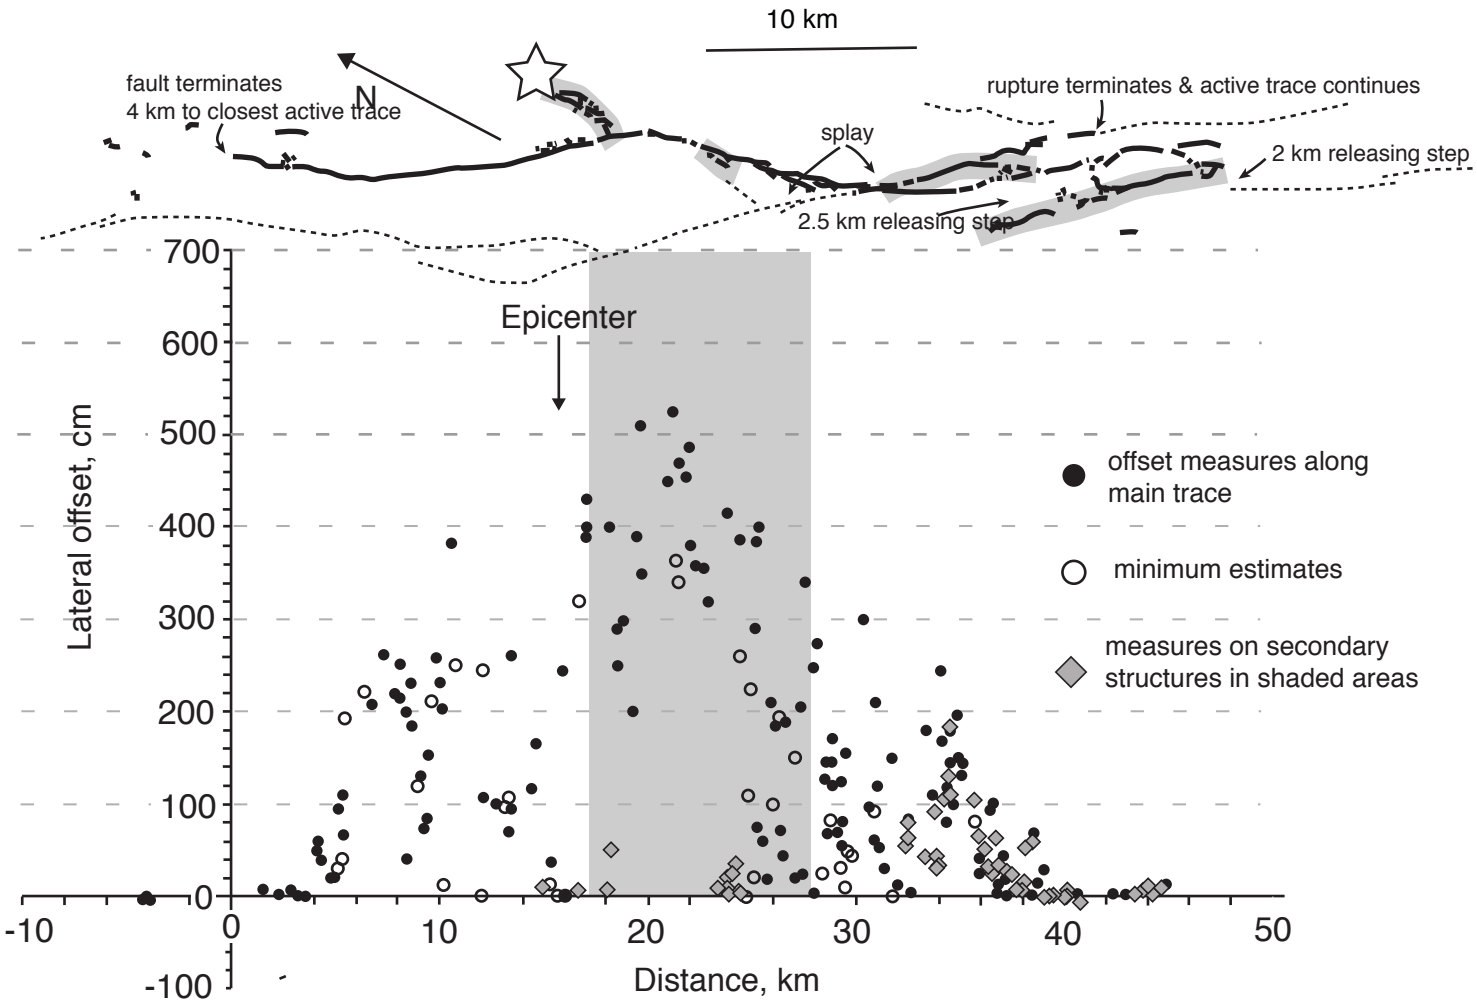 10 km
fault terminates
4 km to closest active trace
N
rupture terminates & active trace continues
splay
2 km releasing step
2.5 km releasing step
700
Epicenter
600
500
400
300
200
100
0
-100
Lateral offset, cm
offset measures along
main trace
minimum estimates
measures on secondary
structures in shaded areas
-10 0 10 20 30 40 50
Distance, km